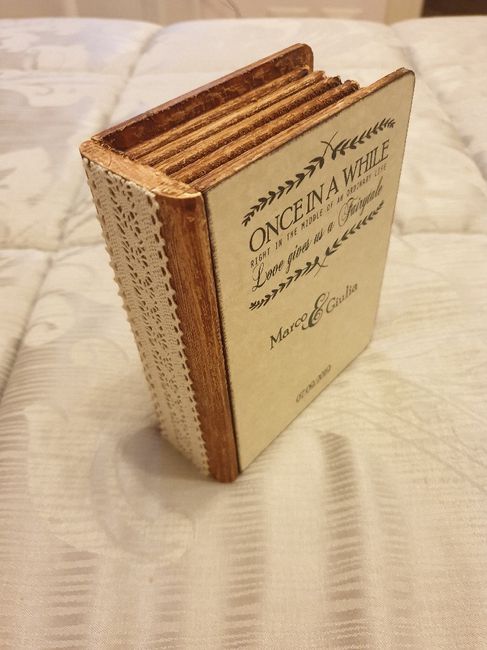 ONCE IN A WHILE
RIGHT IN THE MIDDLE OF AN ORDINARY LIFE
Love gives us a Fairytale
Marco & Giulia